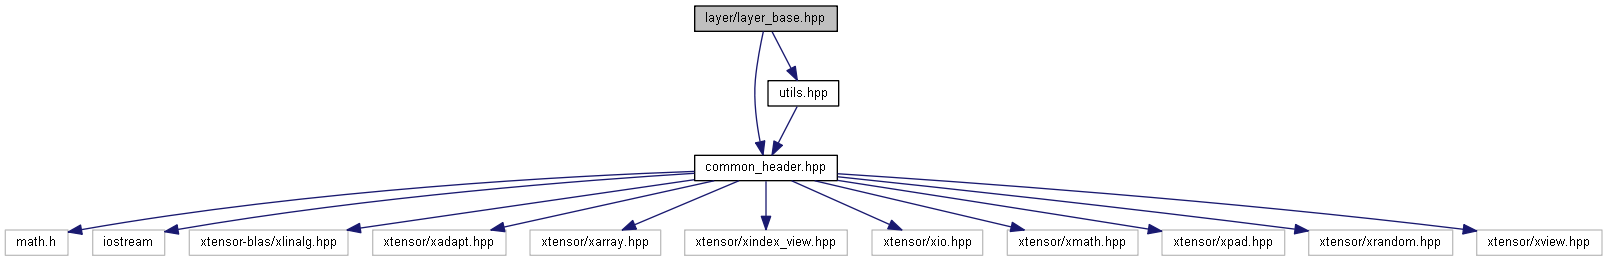 layer/layer_base.hpp
utils.hpp
common_header.hpp
math.h
iostream
xtensor-blas/xlinalg.hpp
xtensor/xadapt.hpp
xtensor/xarray.hpp
xtensor/xindex_view.hpp
xtensor/xio.hpp
xtensor/xmath.hpp
xtensor/xpad.hpp
xtensor/xrandom.hpp
xtensor/xview.hpp